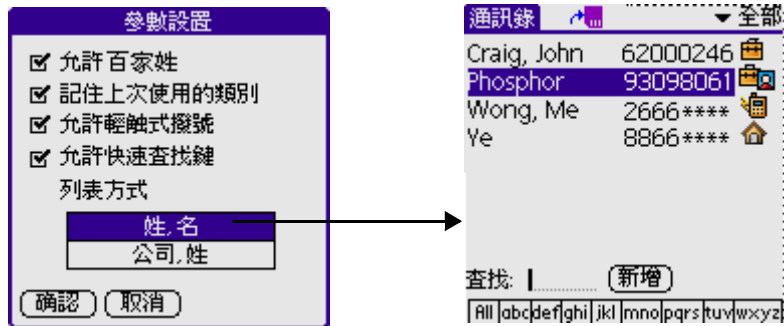 參數設置
允許百家姓
記住上次使用的類別
允許輕触式撥號
允許快速查找鍵
列表方式
姓,名
公司,姓
确認
取消
通訊錄
全部
Craig, John 62000246
Phosphor 93098061
Wong, Me 2666****
Ye 8866****
查找:
新增
All abc def ghi jkl mno pqrs tuv wxyz